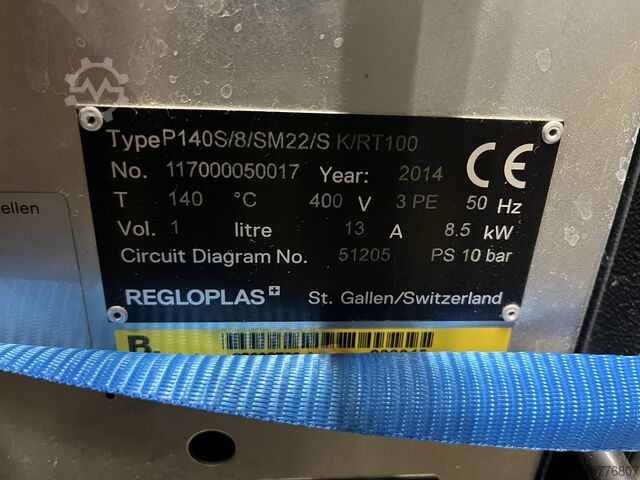 TypeP140S/8/SM22/S K/RT100
No. 117000050017 Year: 2014 CE
T 140 °C 400 V 3 PE 50 Hz
Vol. 1 litre 13 A 8.5 kW
Circuit Diagram No. 51205 PS 10 bar
REGLOPLAS St. Gallen/Switzerland